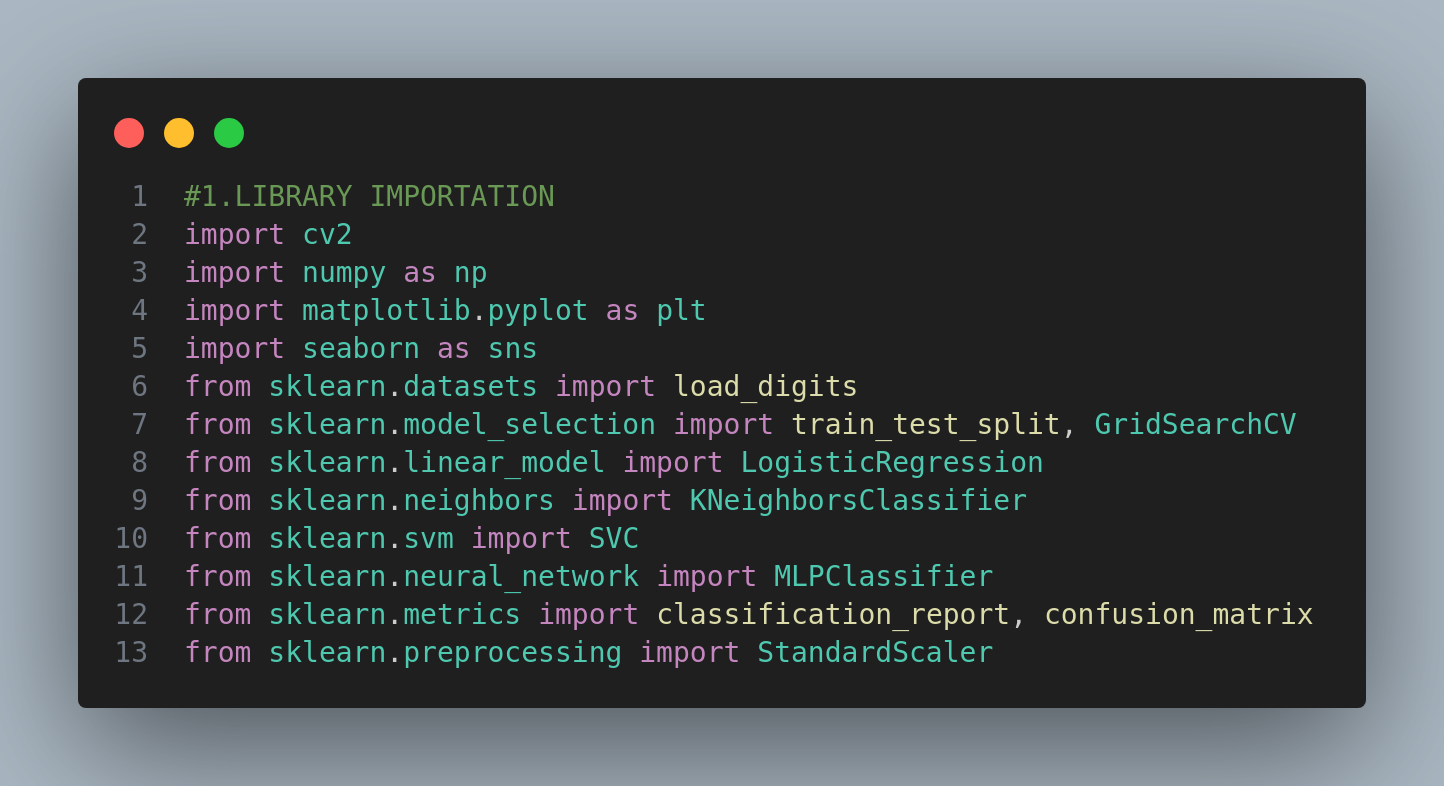 1 #1.LIBRARY IMPORTATION
2 import cv2
3 import numpy as np
4 import matplotlib.pyplot as plt
5 import seaborn as sns
6 from sklearn.datasets import load_digits
7 from sklearn.model_selection import train_test_split, GridSearchCV
8 from sklearn.linear_model import LogisticRegression
9 from sklearn.neighbors import KNeighborsClassifier
10 from sklearn.svm import SVC
11 from sklearn.neural_network import MLPClassifier
12 from sklearn.metrics import classification_report, confusion_matrix
13 from sklearn.preprocessing import StandardScaler